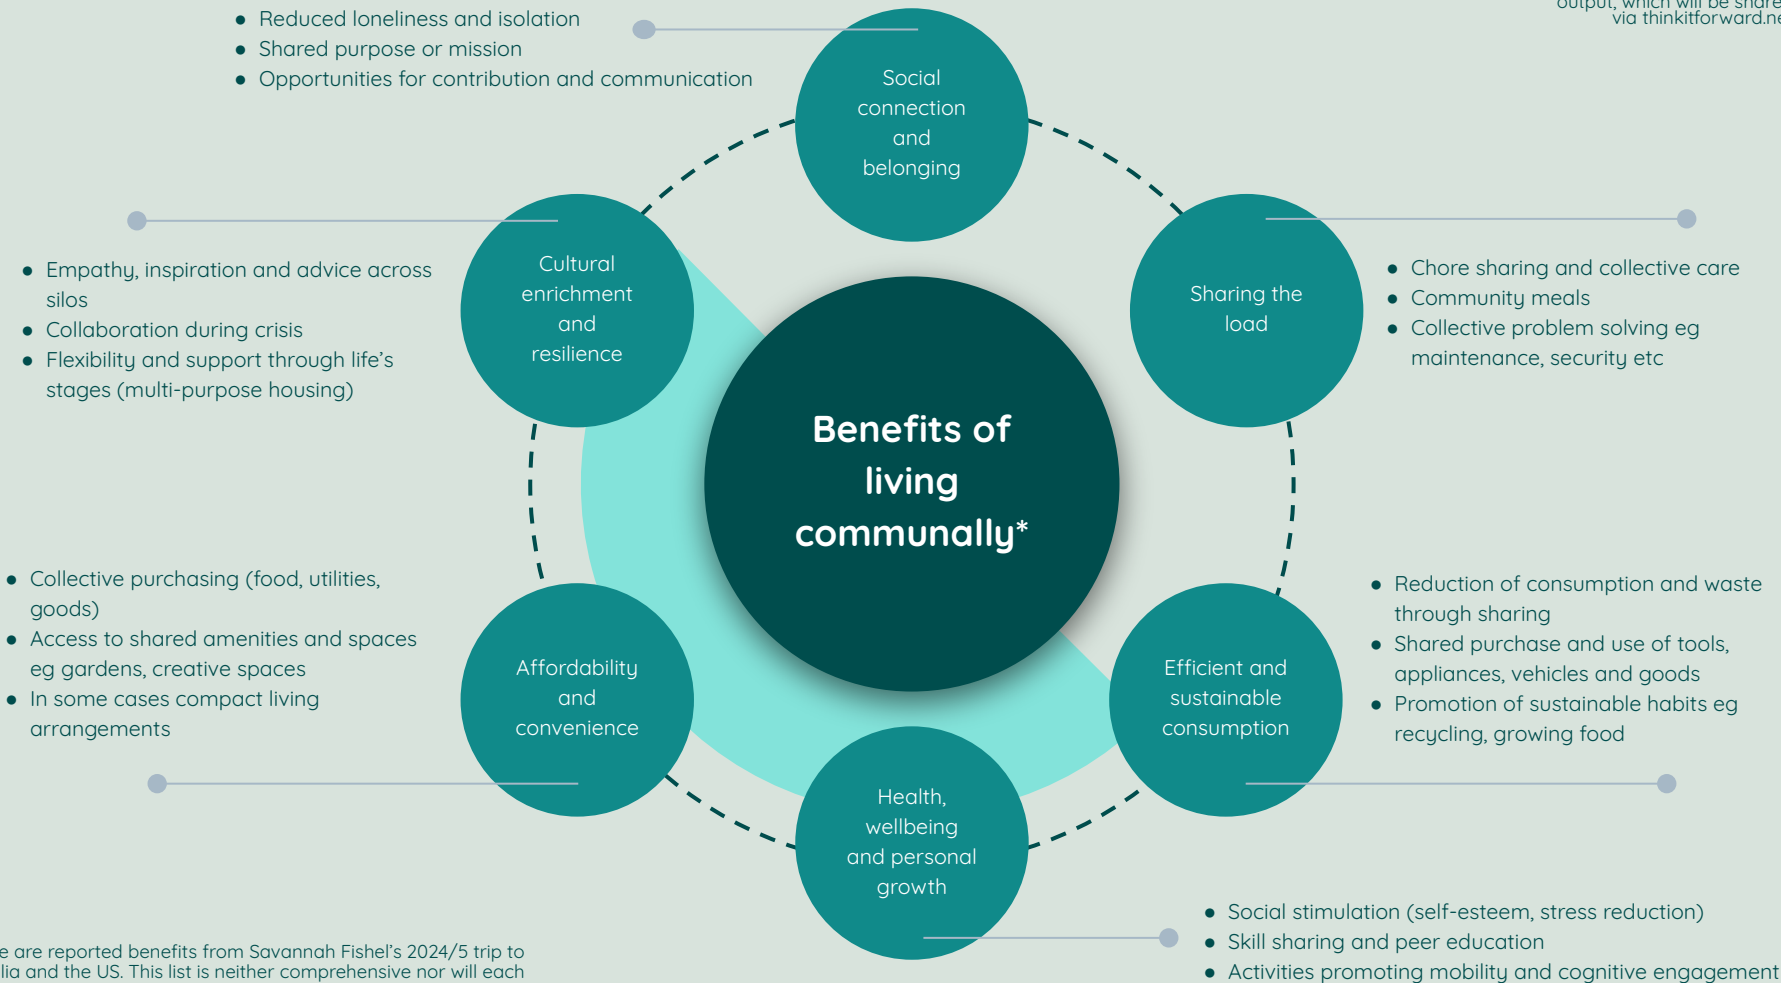 output, which will be
via thinkitforward
Reduced loneliness and isolation
Shared purpose or mission
Opportunities for contribution and communication
Social
connection
and
belonging
Cultural
enrichment
and
resilience
Empathy, inspiration and advice across
silos
Collaboration during crisis
Flexibility and support through life’s
stages (multi-purpose housing)
Sharing the
load
Chore sharing and collective care
Community meals
Collective problem solving eg
maintenance, security etc
Benefits of
living
communally*
Collective purchasing (food, utilities,
goods)
Access to shared amenities and spaces
eg gardens, creative spaces
In some cases compact living
arrangements
Affordability
and
convenience
Efficient and
sustainable
consumption
Reduction of consumption and waste
through sharing
Shared purchase and use of tools,
appliances, vehicles and goods
Promotion of sustainable habits eg
recycling, growing food
Health,
wellbeing
and personal
growth
Social stimulation (self-esteem, stress reduction)
Skill sharing and peer education
Activities promoting mobility and cognitive engagement
are reported benefits from Savannah Fishel’s 2024/5 trip to
and the US. This list is neither comprehensive nor will each